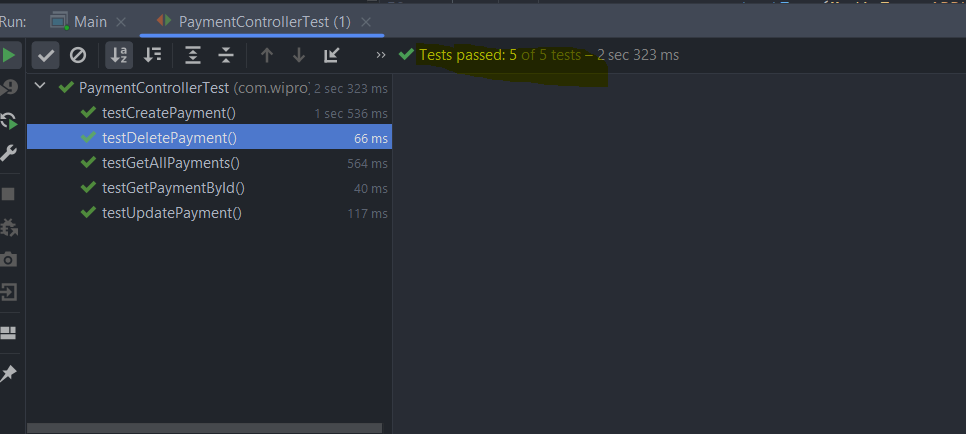 Run: Main PaymentControllerTest (1)
Tests passed: 5 of 5 tests – 2 sec 323 ms
PaymentControllerTest (com.wipro 2 sec 323 ms
testCreatePayment() 1 sec 536 ms
testDeletePayment() 66 ms
testGetAllPayments() 564 ms
testGetPaymentById() 40 ms
testUpdatePayment() 117 ms